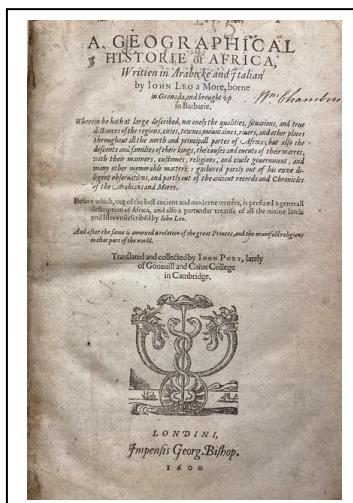 A GEOGRAPHICAL
HISTORIE of AFRICA,
Written in Arabicke and Italian
by IOHN LEO a More, borne
in Granada, and brought vp
in Barbarie.
Wherein he hath at large described, not onely the qualities, situations, and true
distances of the regions, cities, townes, mountaines, riuers, and other places
throughout all the north and principall partes of Africa; but also the
descents and families of their kings, the causes and euents of their warres,
with their manners, customes, religions, and ciuile gouernment, and
many other memorable matters: gathered partly out of his owne di-
ligent obseruations, and partly out of the ancient records and Chronicles
of the Arabians and Mores.
Before which, out of the best ancient and moderne writers, is prefixed a generall
description of Africa, and also a particular treatise of all the maine lands
and Isles vndescribed by Iohn Leo.
And after the same is annexed a relation of the great Princes, and the manifold religions
in that part of the world.
Translated and collected by IOHN PORY, lately
of Goneuill and Caius College
in Cambridge.
LONDINI,
Impensis Georg. Bishop.
1600